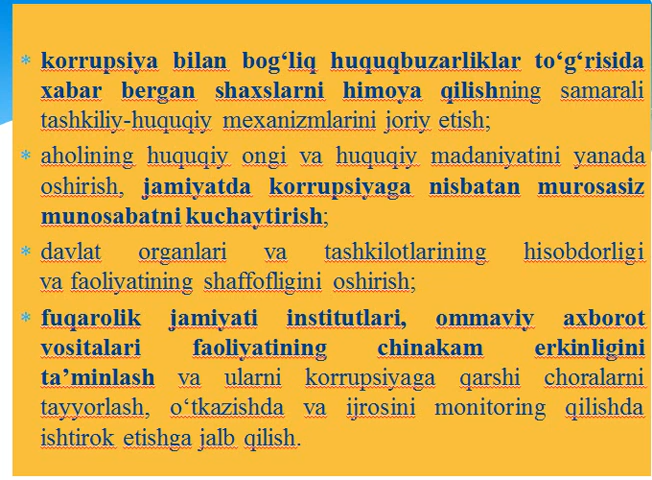 * korrupsiya bilan bog‘liq huquqbuzarliklar to‘g‘risida
xabar bergan shaxslarni himoya qilishning samarali
tashkiliy-huquqiy mexanizmlarini joriy etish;
* aholining huquqiy ongi va huquqiy madaniyatini yanada
oshirish, jamiyatda korrupsiyaga nisbatan murosasiz
munosabatni kuchaytirish;
* davlat organlari va tashkilotlarining hisobdorligi
va faoliyatining shaffofligini oshirish;
* fuqarolik jamiyati institutlari, ommaviy axborot
vositalari faoliyatining chinakam erkinligini
ta’minlash va ularni korrupsiyaga qarshi choralarni
tayyorlash, o‘tkazishda va ijrosini monitoring qilishda
ishtirok etishga jalb qilish.